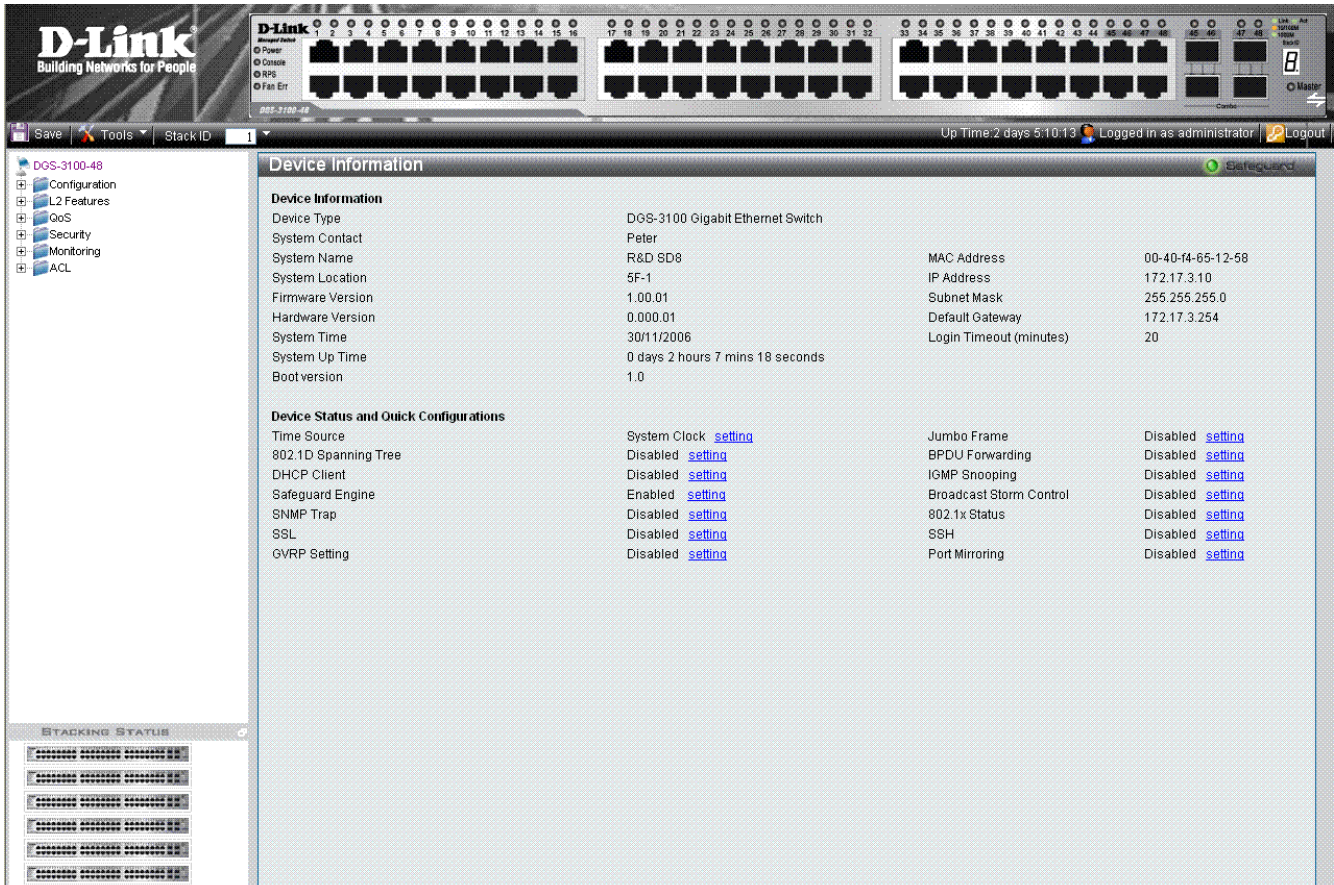 D-Link
Building Networks for People
D-Link
Managed Switch
Power
Console
RPS
Fan Err
DGS-3100-48
1 2 3 4 5 6 7 8 9 10 11 12 13 14 15 16
17 18 19 20 21 22 23 24 25 26 27 28 29 30 31 32
33 34 35 36 37 38 39 40 41 42 43 44 45 46 47 48
45 46 47 48
Link Act
Combo
Master
Save Tools Stack ID 1
Up Time:2 days 5:10:13 Logged in as administrator Logout
DGS-3100-48
Configuration
L2 Features
QoS
Security
Monitoring
ACL
Device Information
Safeguard
Device Information
Device Type DGS-3100 Gigabit Ethernet Switch
System Contact Peter
System Name R&D SD8 MAC Address 00-40-f4-65-12-58
System Location 5F-1 IP Address 172.17.3.10
Firmware Version 1.00.01 Subnet Mask 255.255.255.0
Hardware Version 0.000.01 Default Gateway 172.17.3.254
System Time 30/11/2006 Login Timeout (minutes) 20
System Up Time 0 days 2 hours 7 mins 18 seconds
Boot version 1.0
Device Status and Quick Configurations
Time Source System Clock setting Jumbo Frame Disabled setting
802.1D Spanning Tree Disabled setting BPDU Forwarding Disabled setting
DHCP Client Disabled setting IGMP Snooping Disabled setting
Safeguard Engine Enabled setting Broadcast Storm Control Disabled setting
SNMP Trap Disabled setting 802.1x Status Disabled setting
SSL Disabled setting SSH Disabled setting
GVRP Setting Disabled setting Port Mirroring Disabled setting
Stacking Status